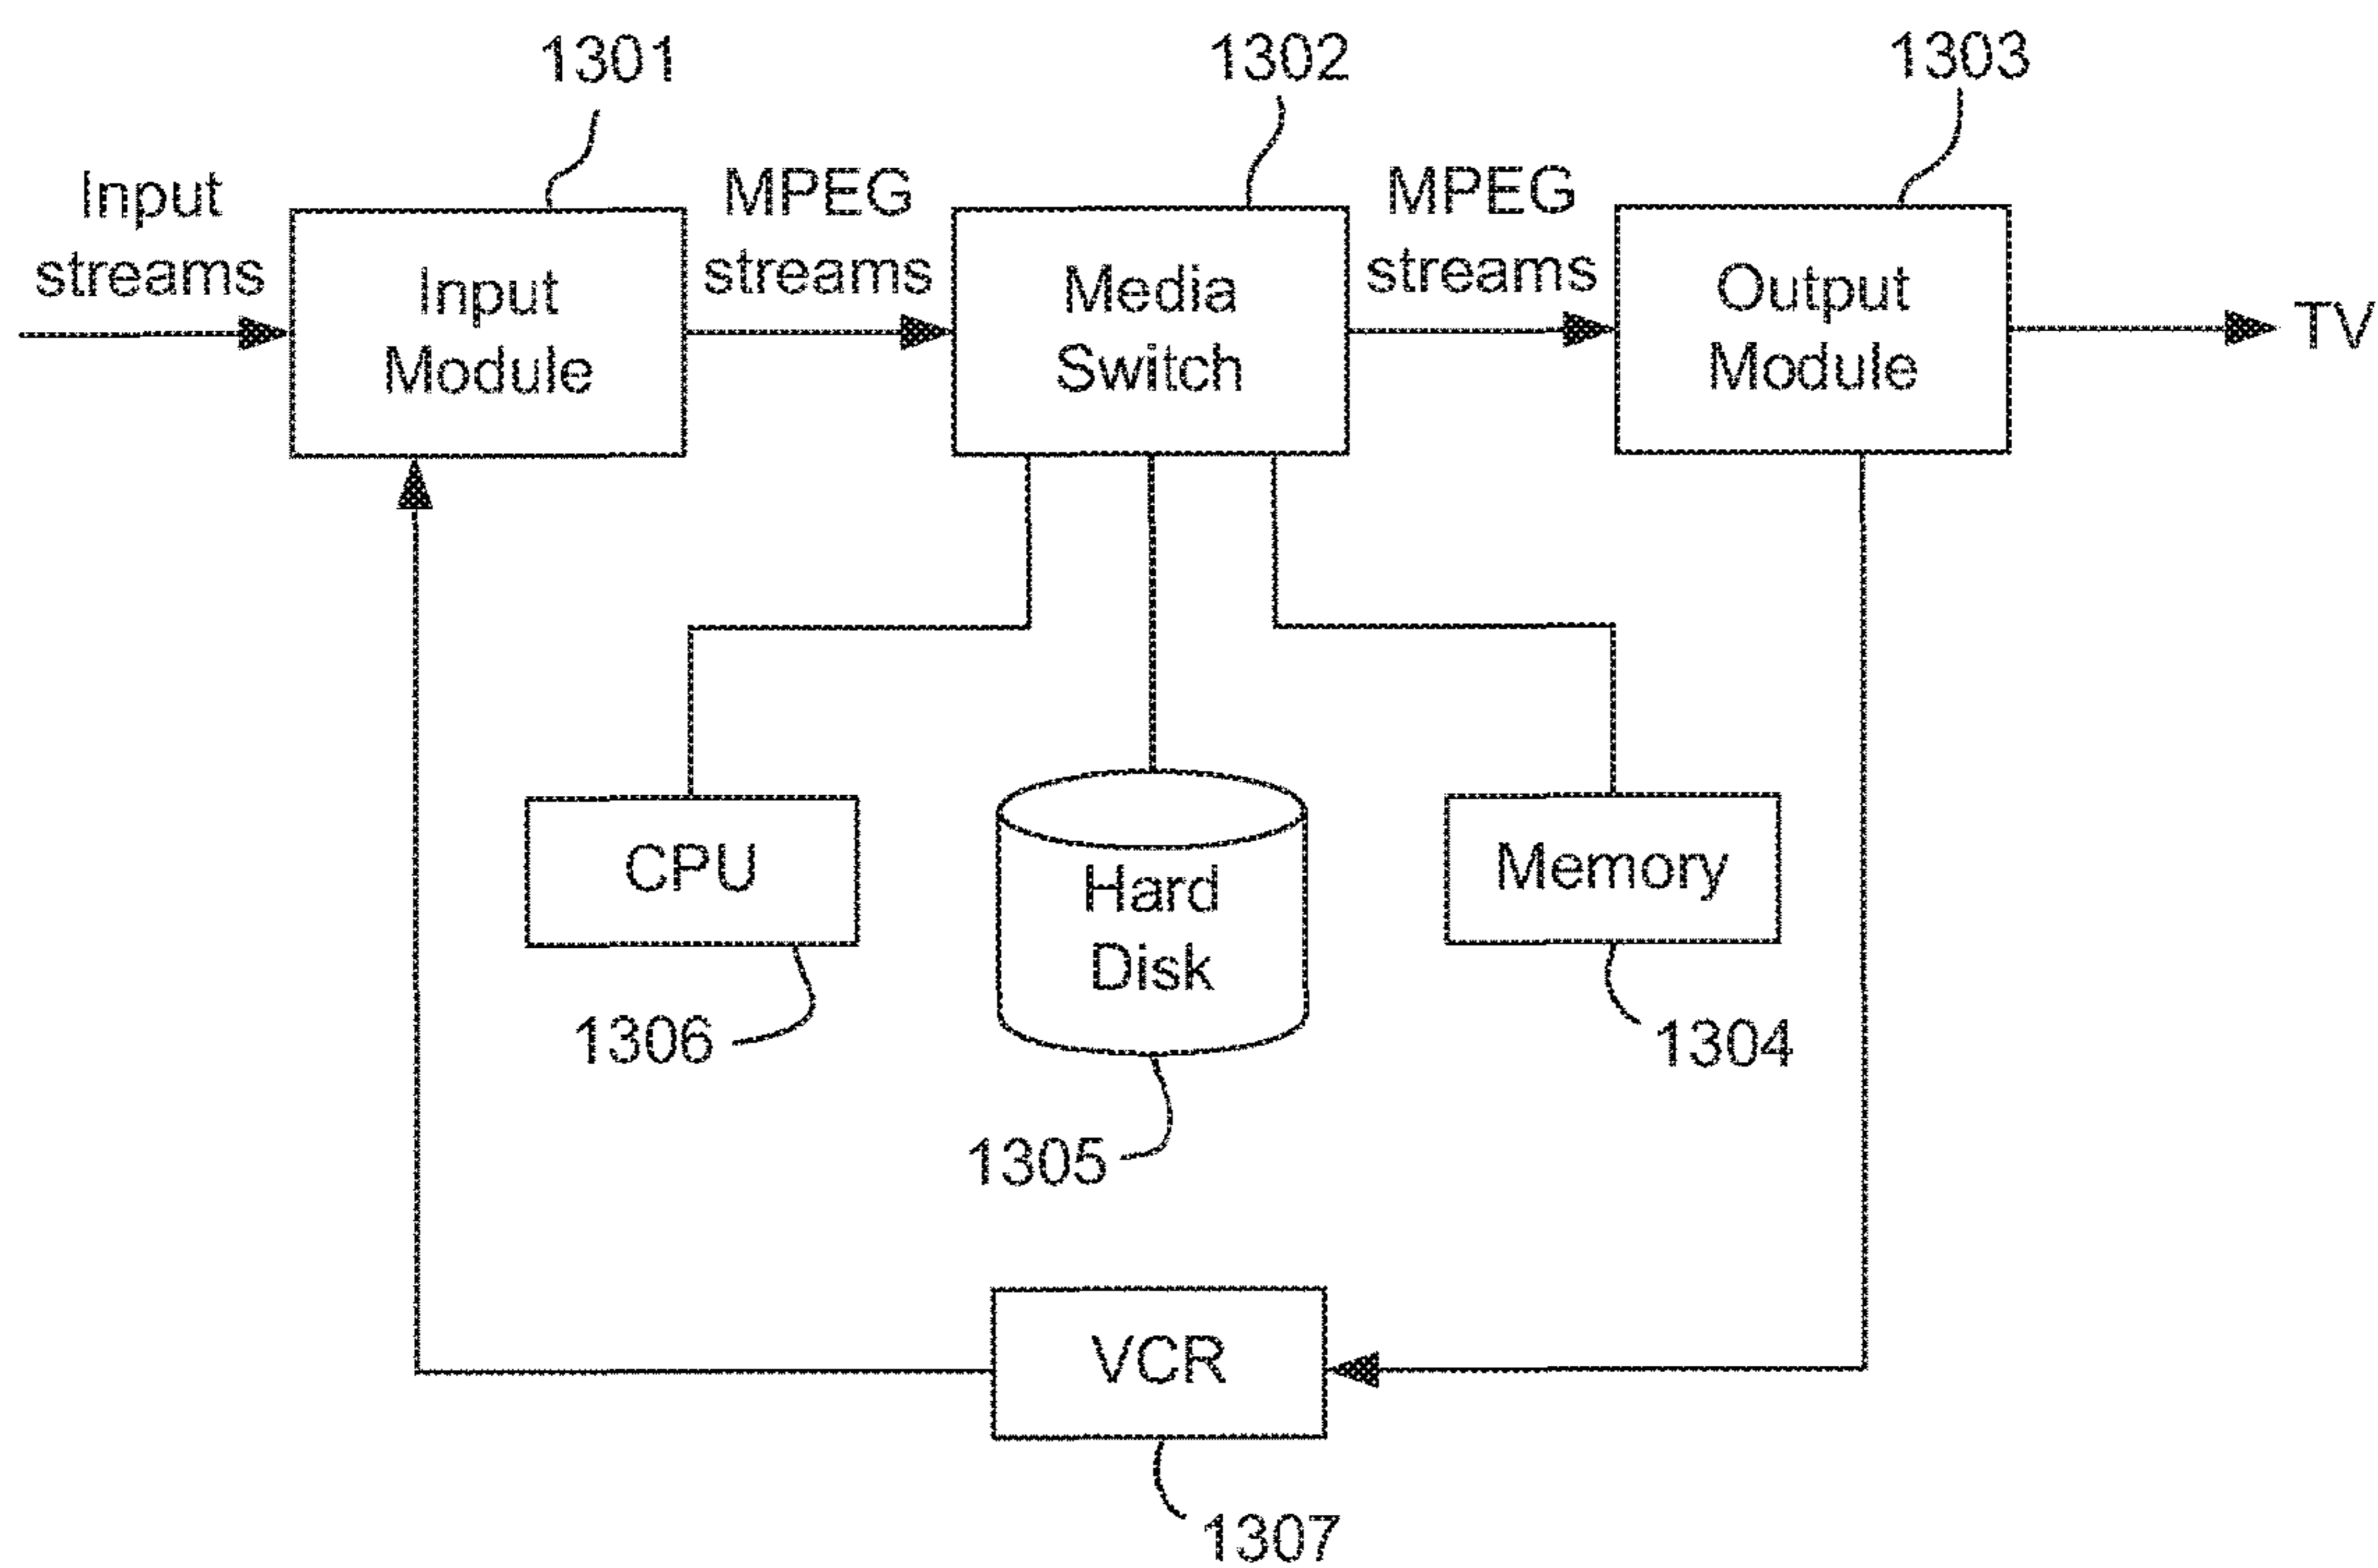 1301
1302
1303
Input
streams
Input
Module
MPEG
streams
Media
Switch
MPEG
streams
Output
Module
TV
CPU
1306
Hard
Disk
1305
Memory
1304
VCR
1307